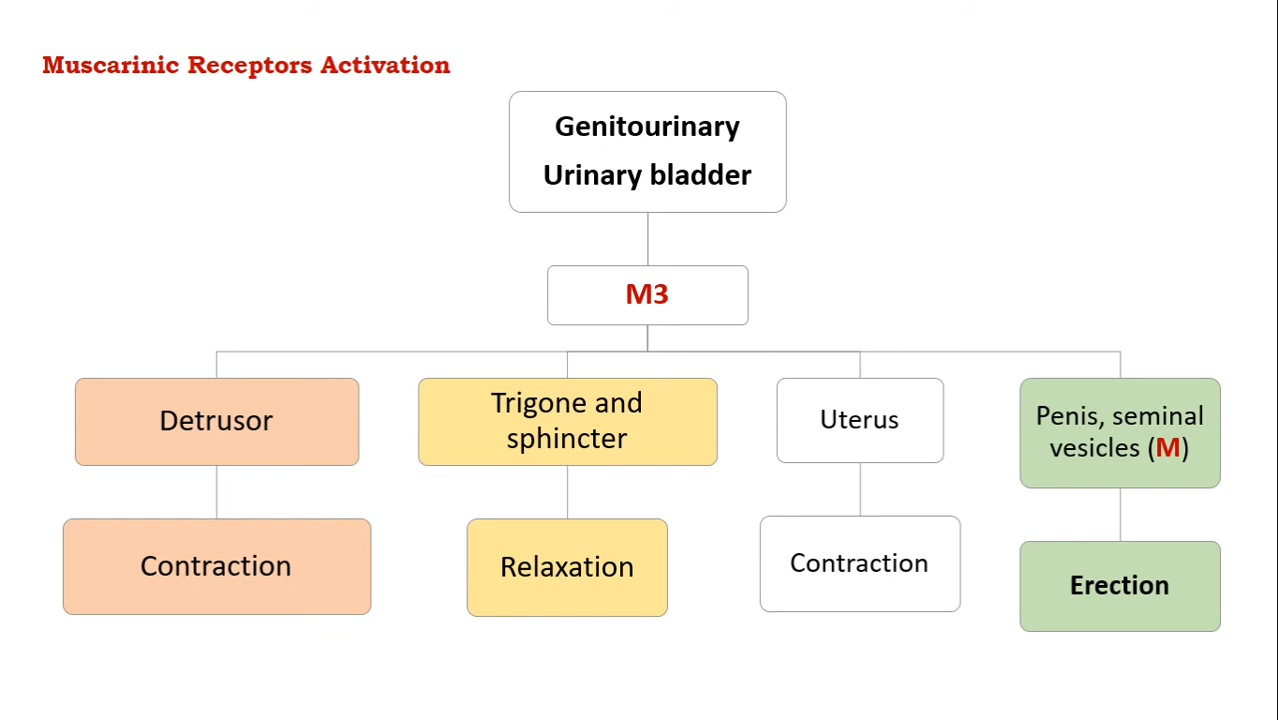 Muscarinic Receptors Activation
Genitourinary
Urinary bladder
M3
Detrusor
Trigone and
sphincter
Uterus
Penis, seminal
vesicles (M)
Contraction
Relaxation
Contraction
Erection